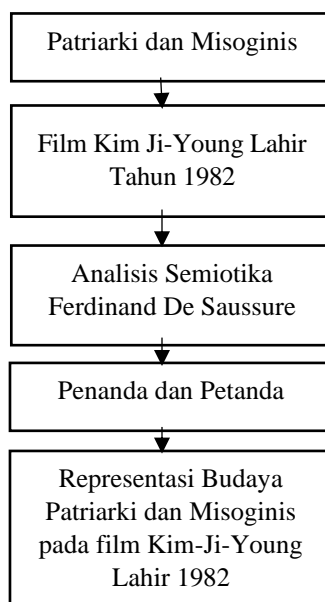 Patriarki dan Misoginis
Film Kim Ji-Young Lahir
Tahun 1982
Analisis Semiotika
Ferdinand De Saussure
Penanda dan Petanda
Representasi Budaya
Patriarki dan Misoginis
pada film Kim-Ji-Young
Lahir 1982